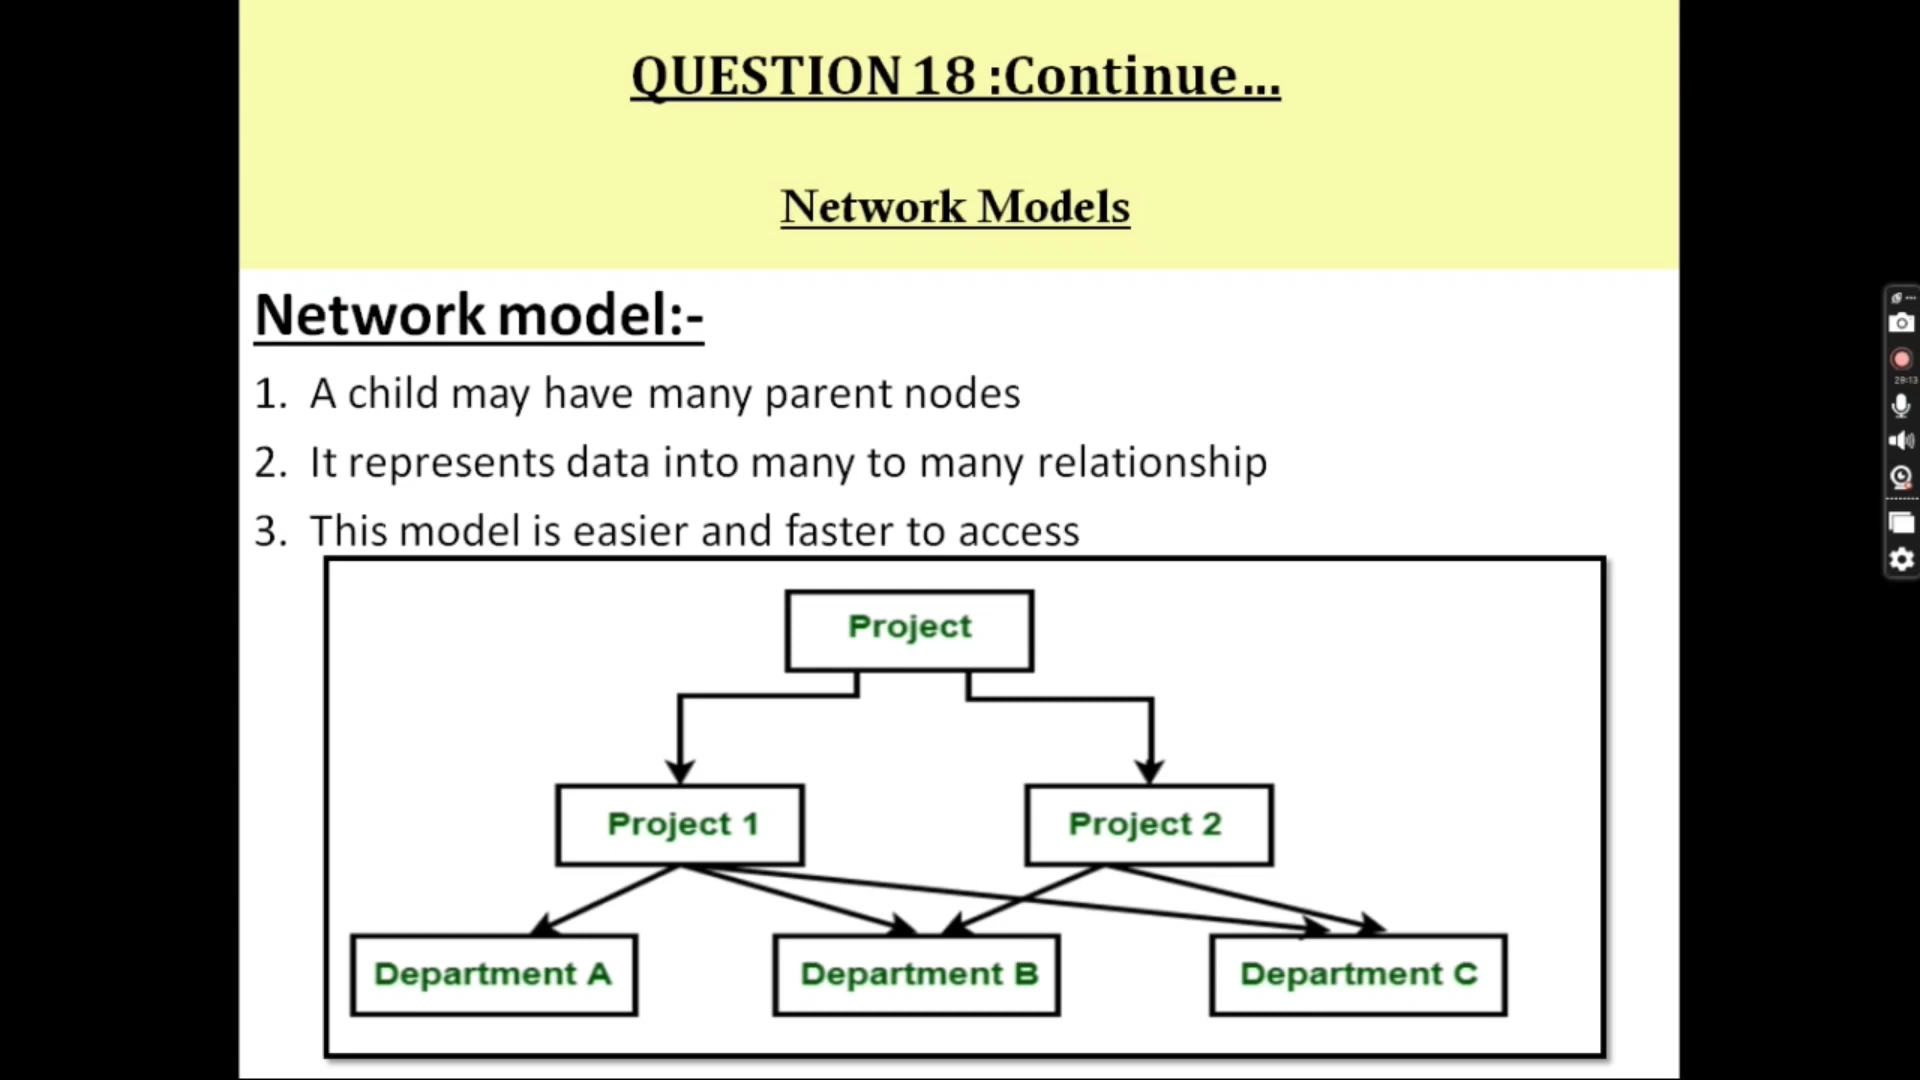 QUESTION 18 :Continue...
Network Models
Network model:-
1. A child may have many parent nodes
2. It represents data into many to many relationship
3. This model is easier and faster to access
Project
Project 1
Project 2
Department A
Department B
Department C
28:13